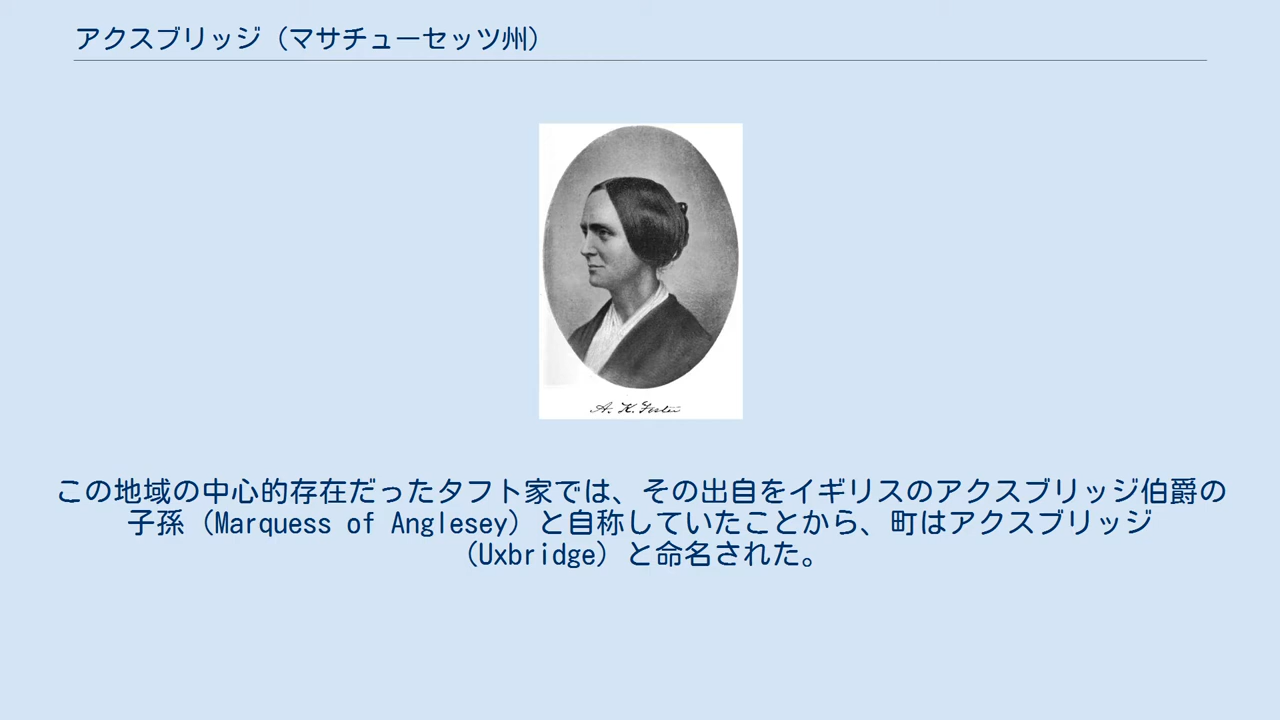 アクスブリッジ（マサチューセッツ州）
A. K. Foster
この地域の中心的存在だったタフト家では、その出自をイギリスのアクスブリッジ伯爵の
子孫（Marquess of Anglesey）と自称していたことから、町はアクスブリッジ
（Uxbridge）と命名された。